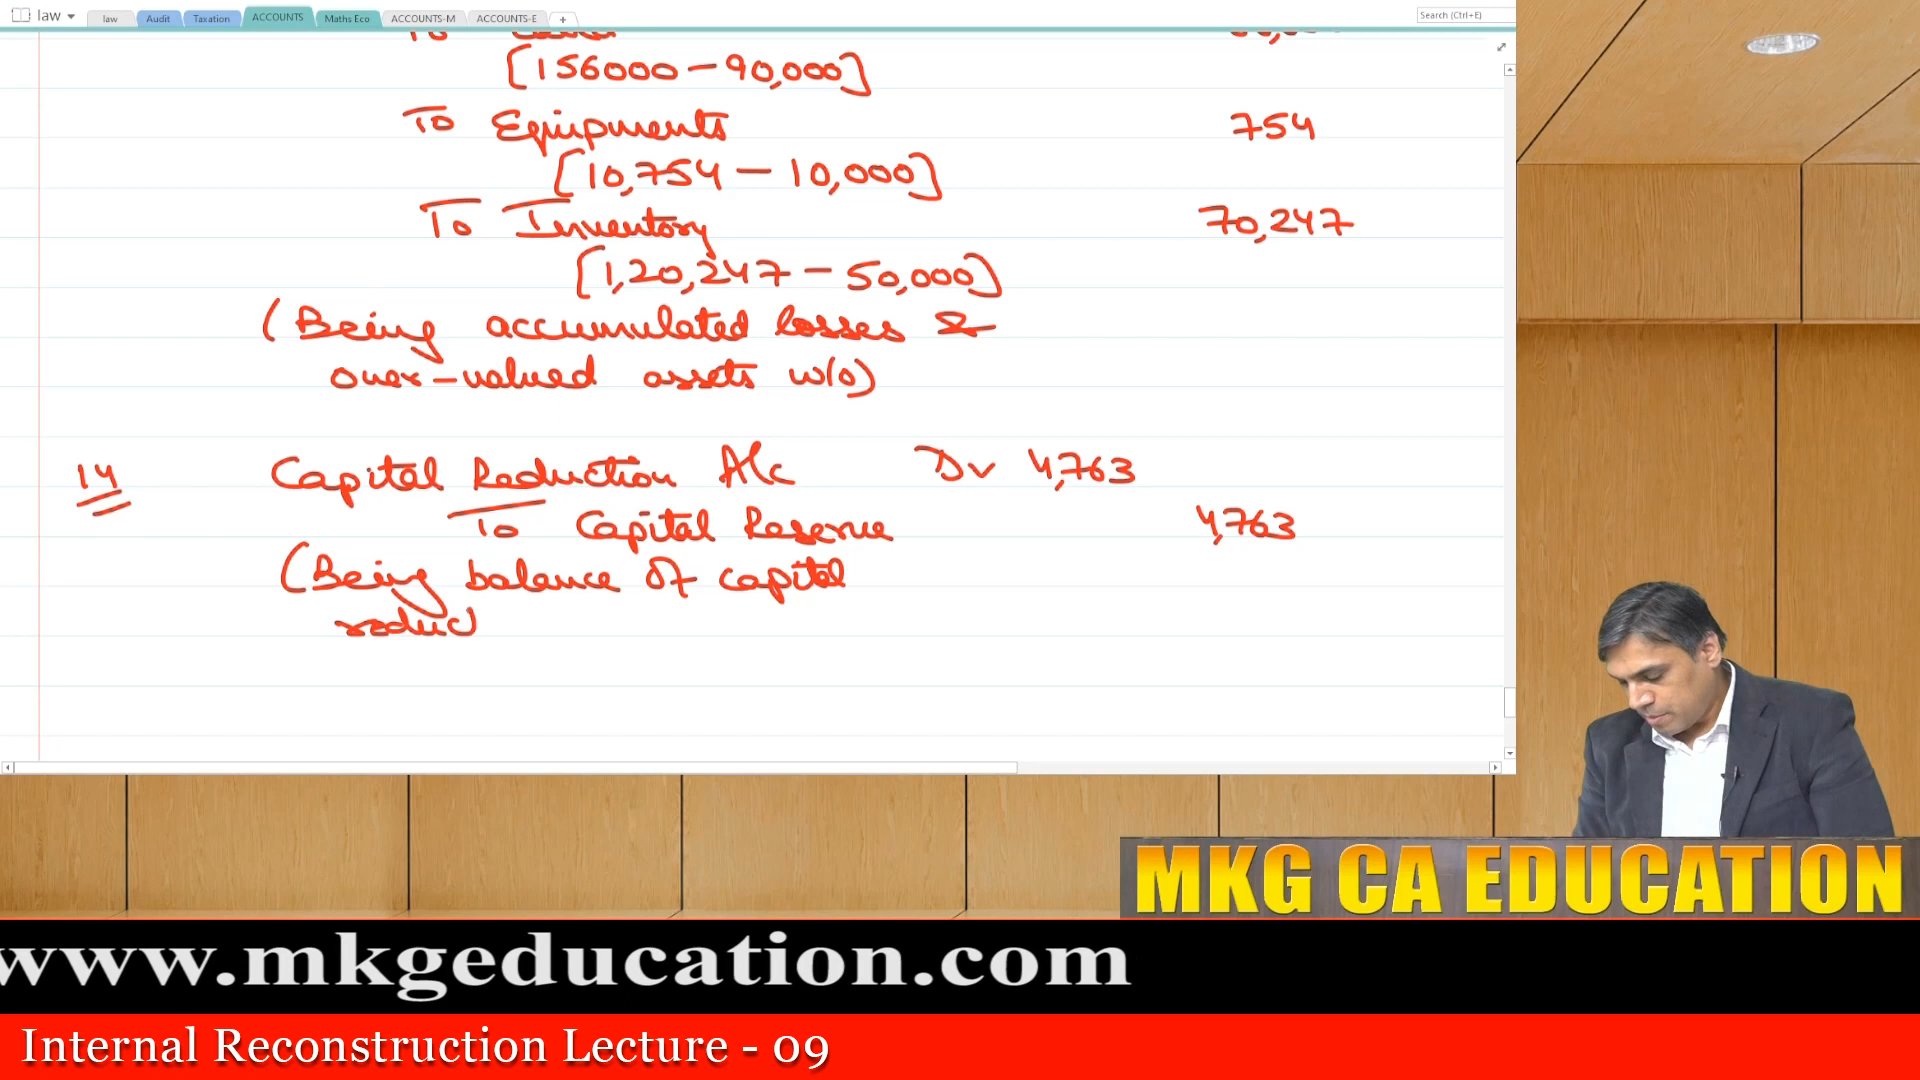 law
law Audit Taxation ACCOUNTS Maths Eco ACCOUNTS-M ACCOUNTS-E +
Search (Ctrl+E)
To
[156000 - 90,000]
To Equipments 754
[10,754 - 10,000]
To Inventory 70,247
[1,20,247 - 50,000]
(Being accumulated losses &
over-valued assets w/o)
14 Capital Reduction A/c Dr 4,763
To Capital Reserve 4,763
(Being balance of capital
reduc
MKG CA EDUCATION
www.mkgeducation.com
Internal Reconstruction Lecture - 09